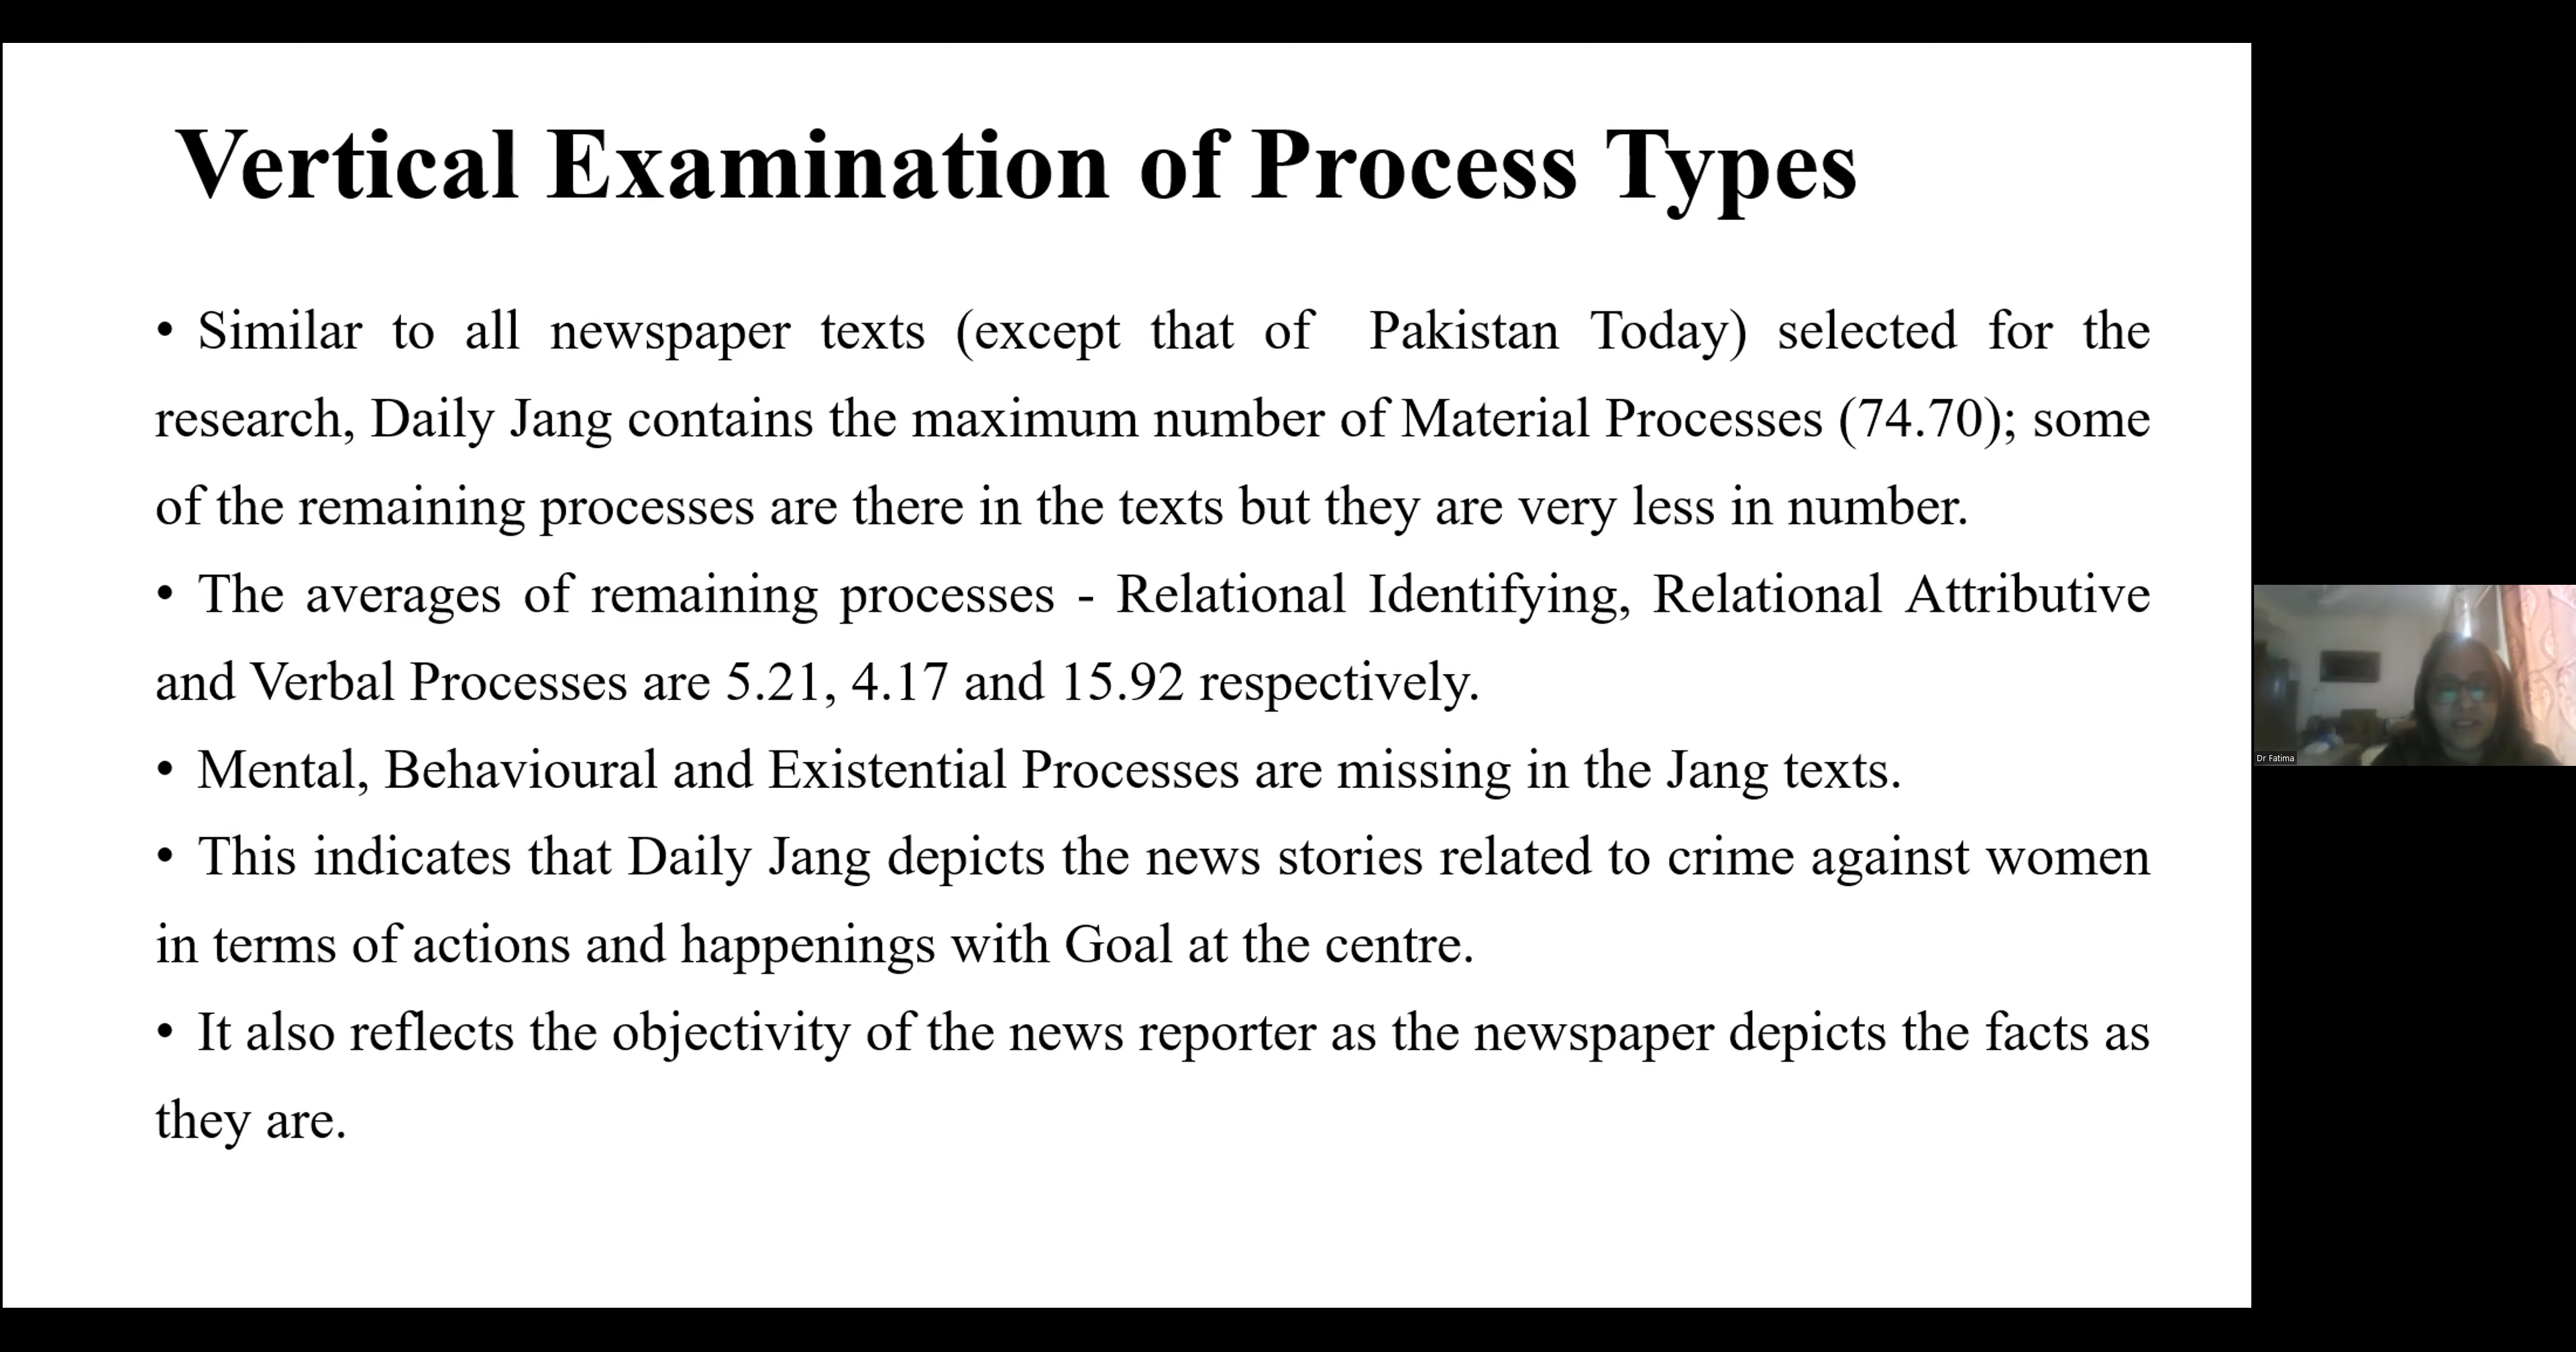 Vertical Examination of Process Types
• Similar to all newspaper texts (except that of Pakistan Today) selected for the
research, Daily Jang contains the maximum number of Material Processes (74.70); some
of the remaining processes are there in the texts but they are very less in number.
• The averages of remaining processes - Relational Identifying, Relational Attributive
and Verbal Processes are 5.21, 4.17 and 15.92 respectively.
• Mental, Behavioural and Existential Processes are missing in the Jang texts.
• This indicates that Daily Jang depicts the news stories related to crime against women
in terms of actions and happenings with Goal at the centre.
• It also reflects the objectivity of the news reporter as the newspaper depicts the facts as
they are.
Dr Fatima